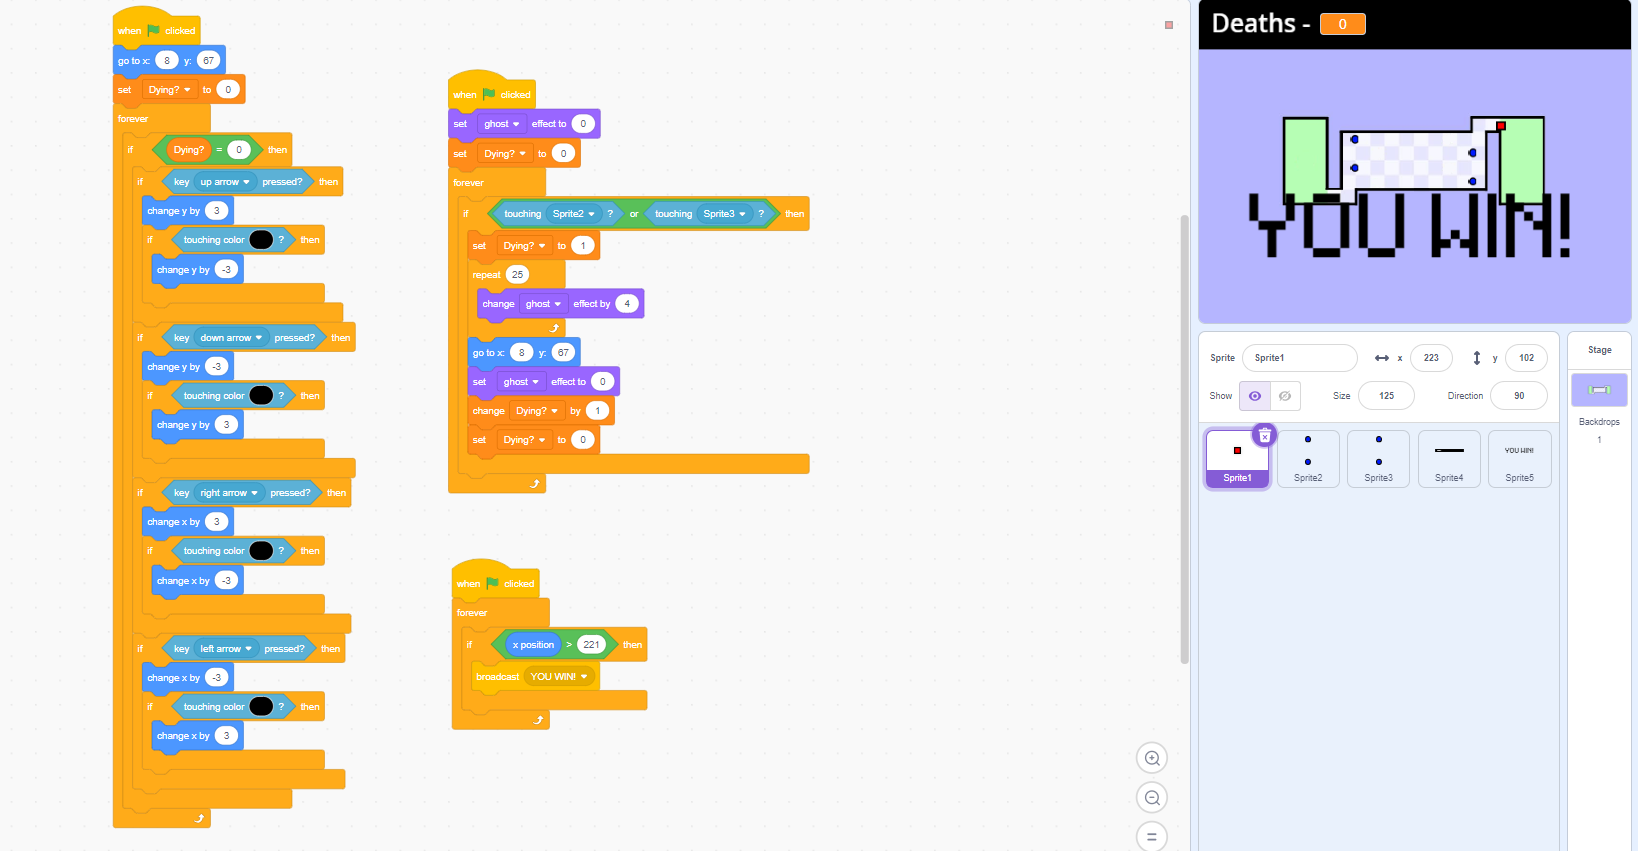 when clicked
go to x: 8 y: 67
set Dying? to 0
forever
if Dying? = 0 then
if key up arrow pressed? then
change y by 3
if touching color ? then
change y by -3
if key down arrow pressed? then
change y by -3
if touching color ? then
change y by 3
if key right arrow pressed? then
change x by 3
if touching color ? then
change x by -3
if key left arrow pressed? then
change x by -3
if touching color ? then
change x by 3
when clicked
set ghost effect to 0
set Dying? to 0
forever
if touching Sprite2 ? or touching Sprite3 ? then
set Dying? to 1
repeat 25
change ghost effect by 4
go to x: 8 y: 67
set ghost effect to 0
change Dying? by 1
set Dying? to 0
when clicked
forever
if x position > 221 then
broadcast YOU WIN!
Deaths - 0
YOU WIN!
Sprite Sprite1 x 223 y 102
Show Size 125 Direction 90
Sprite1
Sprite2
Sprite3
Sprite4
YOU WIN!
Sprite5
Stage
Backdrops
1